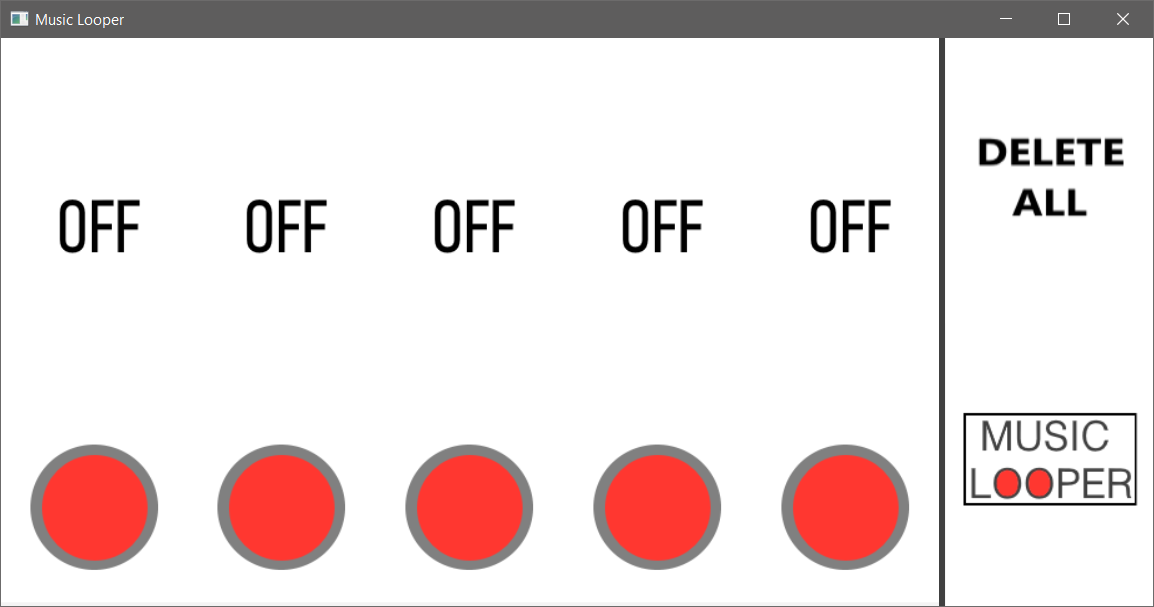 Music Looper
OFF OFF OFF OFF OFF
DELETE
ALL
MUSIC
LOOPER